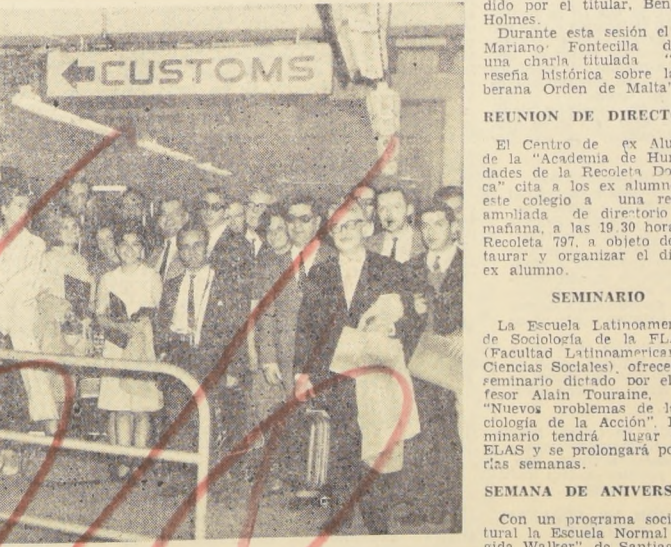 CUSTOMS
dido por el titular, Ben
Holmes.
Durante esta sesión el
Mariano Fontecilla d
una charla titulada "
reseña histórica sobre l
berana Orden de Malta"
REUNION DE DIRECT
El Centro de ex Alu
de la "Academia de Hu
dades de la Recoleta Do
ca" cita a los ex alumn
este colegio a una re
ampliada de directorio
mañana, a las 19.30 hora
Recoleta 797, a objeto de
taurar y organizar el dí
ex alumno.
SEMINARIO
La Escuela Latinoame
de Sociología de la FL
(Facultad Latinoamerica
Ciencias Sociales), ofrece
seminario dictado por el
fesor Alain Touraine,
"Nuevos problemas de l
ciología de la Acción".
minario tendrá lugar
ELAS y se prolongará po
rias semanas.
SEMANA DE ANIVERS
Con un programa soci
tural la Escuela Normal
gida Walker" de Santiag